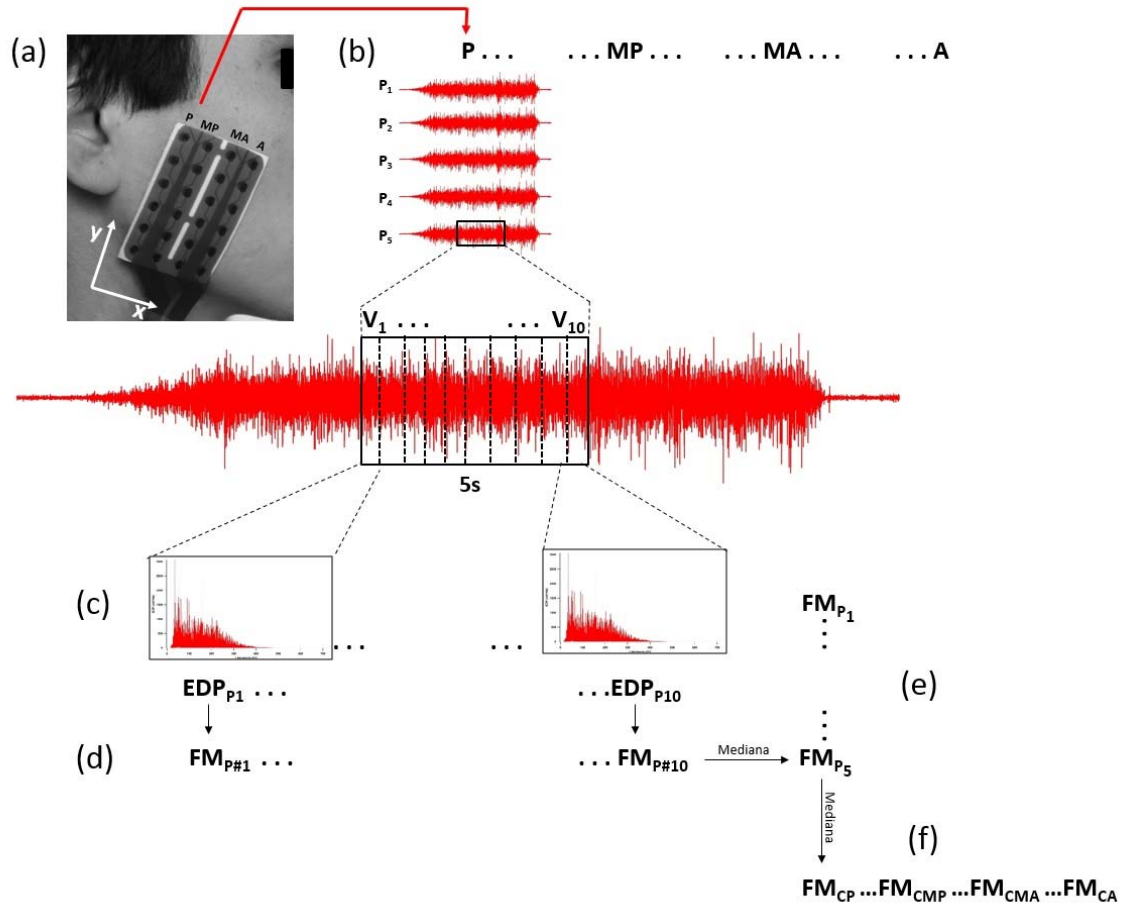 (a)
P MP MA A
y
x
(b)
P . . . . . . MP . . . . . . MA . . . . . . A
P1
P2
P3
P4
P5
V1 . . . . . . V10
5s
(c)
. . . . . .
EDPP1 . . . . . . EDPP10
(d)
FMP#1 . . . . . . FMP#10
Mediana
FMP1
(e)
FMP5
Mediana
(f)
FMCP ...FMCMP ...FMCMA ...FMCA